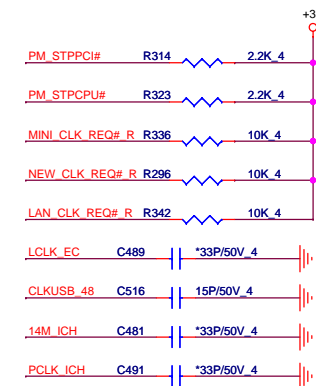 +3
PM_STPPCI# R314 2.2K_4
PM_STPCPU# R323 2.2K_4
MINI_CLK_REQ#_R R336 10K_4
NEW_CLK_REQ#_R R296 10K_4
LAN_CLK_REQ#_R R342 10K_4
LCLK_EC C489 *33P/50V_4
CLKUSB_48 C516 15P/50V_4
14M_ICH C481 *33P/50V_4
PCLK_ICH C491 *33P/50V_4